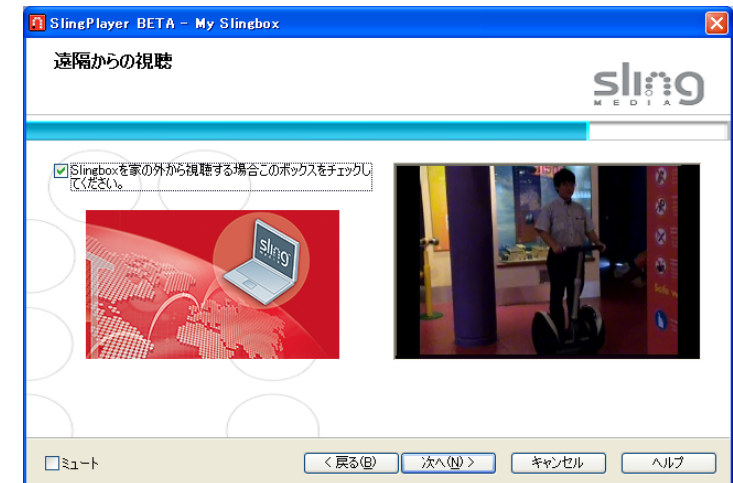 SlingPlayer BETA - My Slingbox
遠隔からの視聴
sling
MEDIA
Slingboxを家の外から視聴する場合このボックスをチェックし
てください。
sling
ミュート
< 戻る(B)
次へ(N) >
キャンセル
ヘルプ